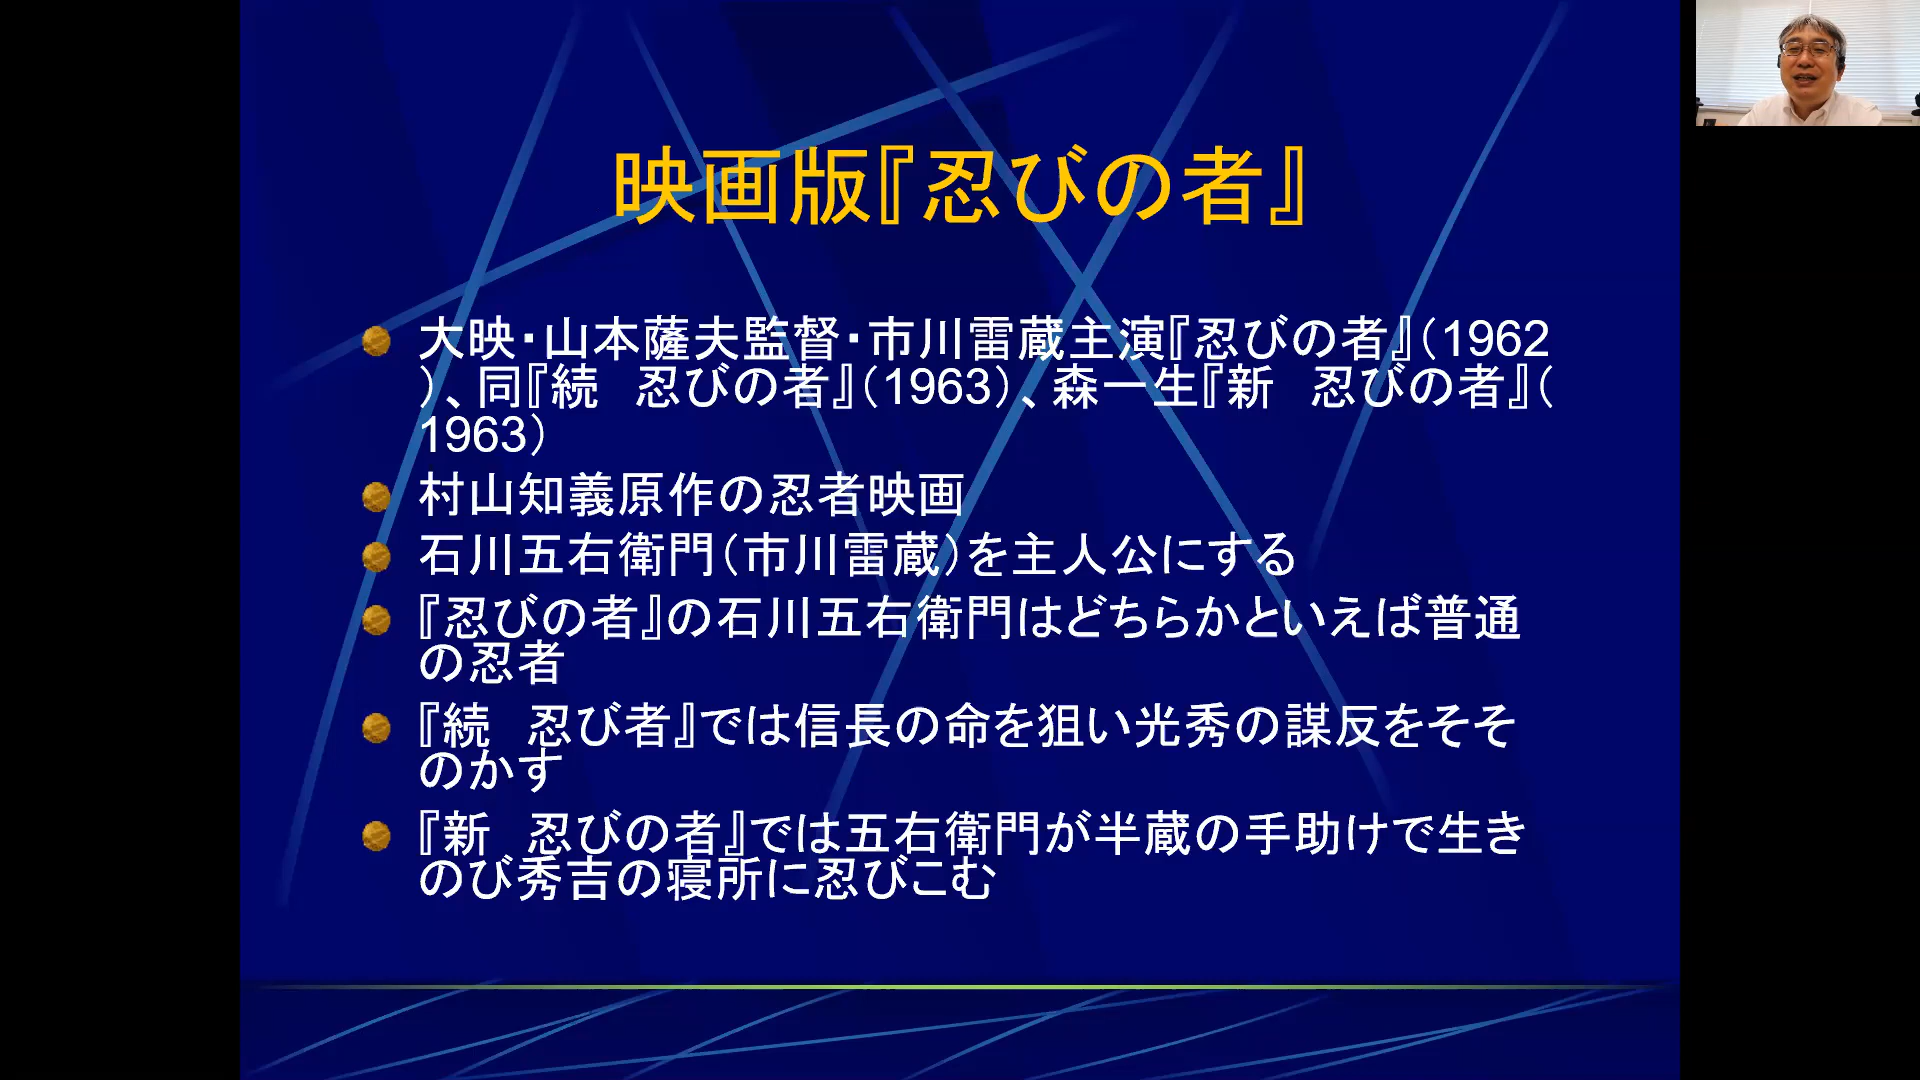 映画版『忍びの者』
大映・山本薩夫監督・市川雷蔵主演『忍びの者』（1962
）、同『続　忍びの者』（1963）、森一生『新　忍びの者』（
1963）
村山知義原作の忍者映画
石川五右衛門（市川雷蔵）を主人公にする
『忍びの者』の石川五右衛門はどちらかといえば普通
の忍者
『続　忍び者』では信長の命を狙い光秀の謀反をそそ
のかす
『新　忍びの者』では五右衛門が半蔵の手助けで生き
のび秀吉の寝所に忍びこむ